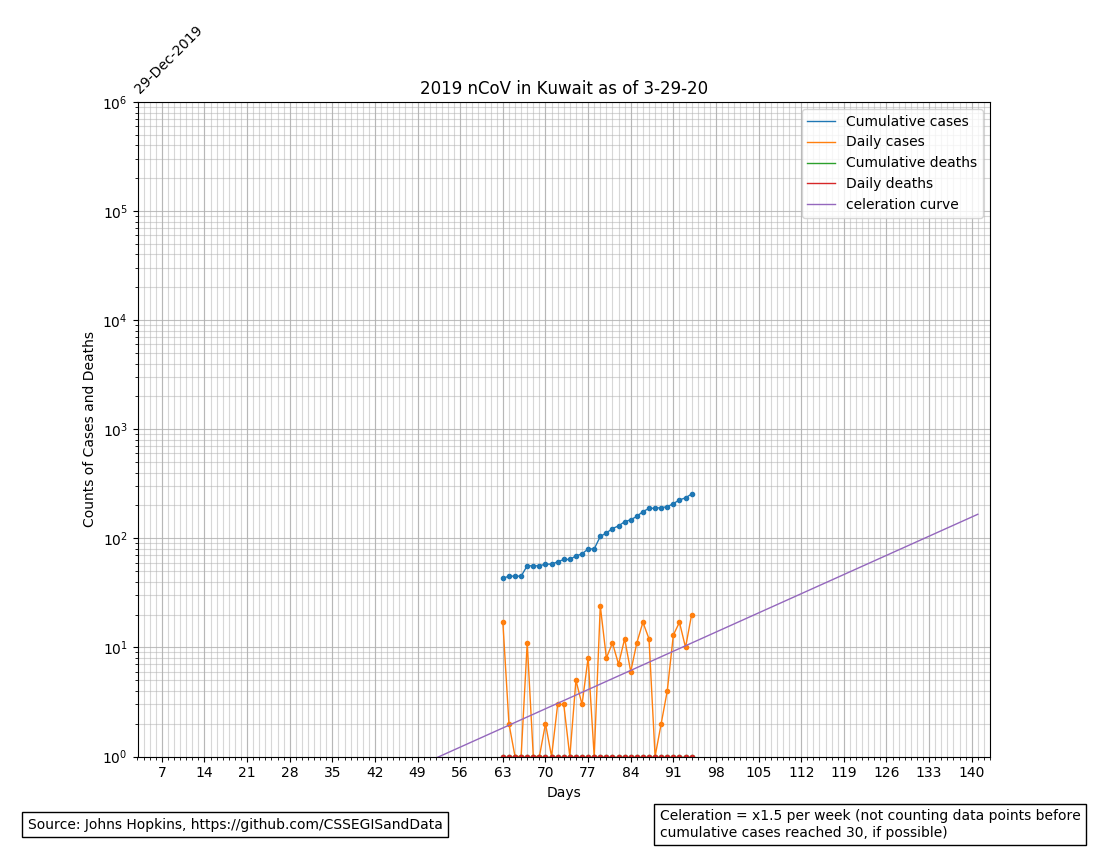 29-Dec-2019
2019 nCoV in Kuwait as of 3-29-20
10^6
10^5
10^4
10^3
10^2
10^1
10^0
Counts of Cases and Deaths
Cumulative cases
Daily cases
Cumulative deaths
Daily deaths
celeration curve
7 14 21 28 35 42 49 56 63 70 77 84 91 98 105 112 119 126 133 140
Days
Source: Johns Hopkins, https://github.com/CSSEGISandData
Celeration = x1.5 per week (not counting data points before
cumulative cases reached 30, if possible)